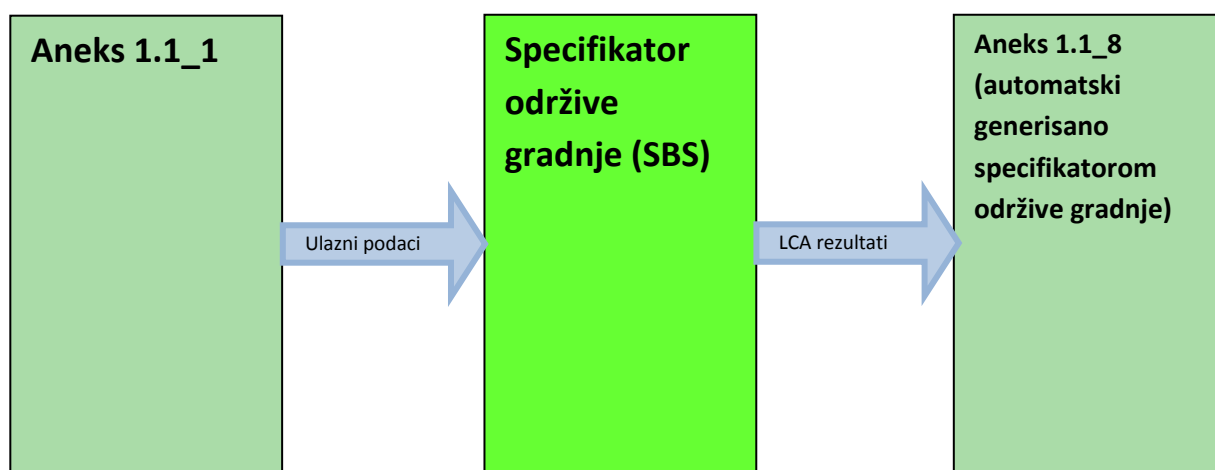 Aneks 1.1_1
Specifikator
održive
gradnje (SBS)
Aneks 1.1_8
(automatski
generisano
specifikatorom
održive gradnje)
Ulazni podaci
LCA rezultati